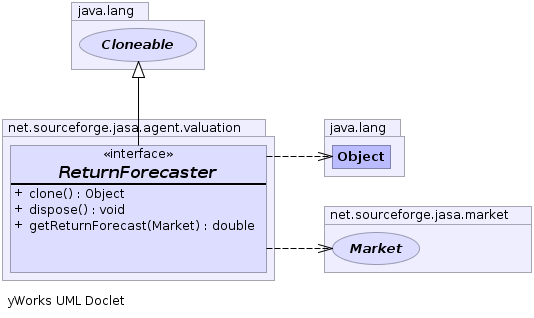 java.lang
Cloneable
net.sourceforge.jasa.agent.valuation
«interface»
ReturnForecaster
+ clone() : Object
+ dispose() : void
+ getReturnForecast(Market) : double
java.lang
Object
net.sourceforge.jasa.market
Market
yWorks UML Doclet